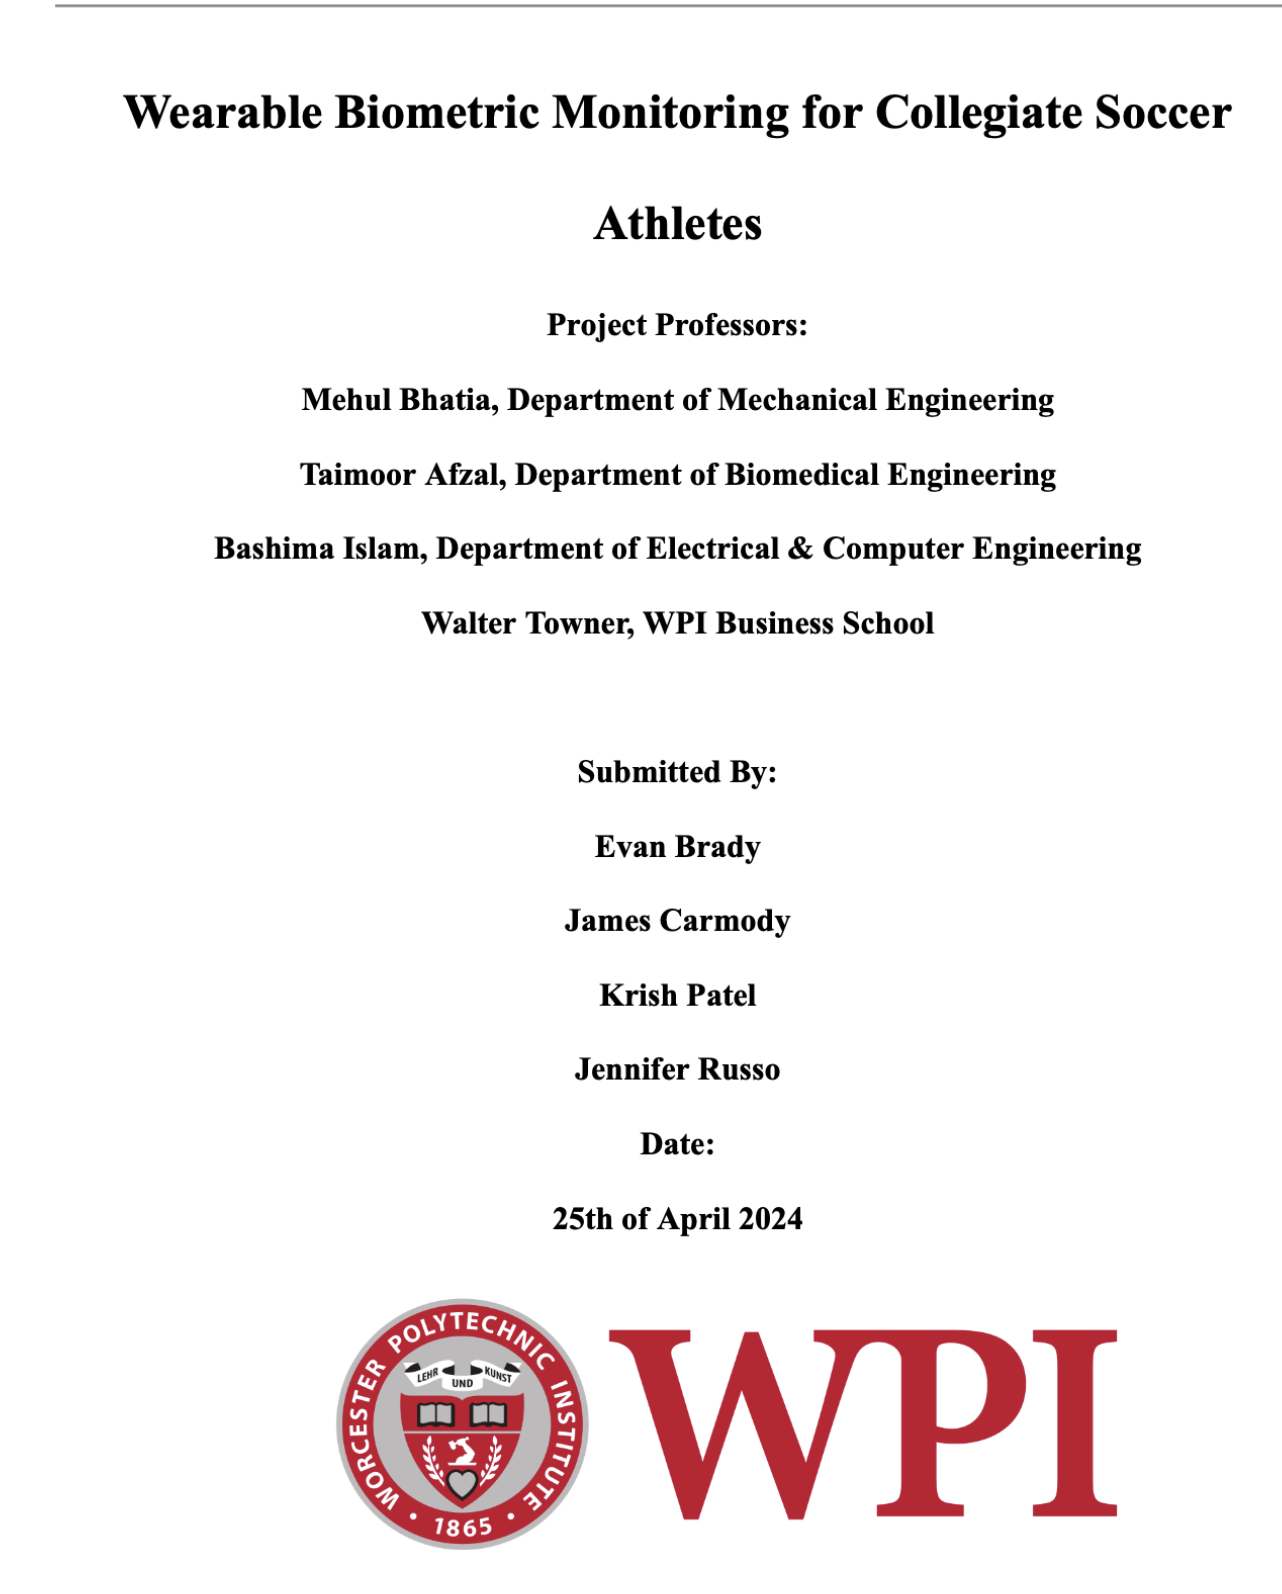 Wearable Biometric Monitoring for Collegiate Soccer
Athletes
Project Professors:
Mehul Bhatia, Department of Mechanical Engineering
Taimoor Afzal, Department of Biomedical Engineering
Bashima Islam, Department of Electrical & Computer Engineering
Walter Towner, WPI Business School
Submitted By:
Evan Brady
James Carmody
Krish Patel
Jennifer Russo
Date:
25th of April 2024
WORCESTER POLYTECHNIC INSTITUTE
LEHR UND KUNST
1865
WPI